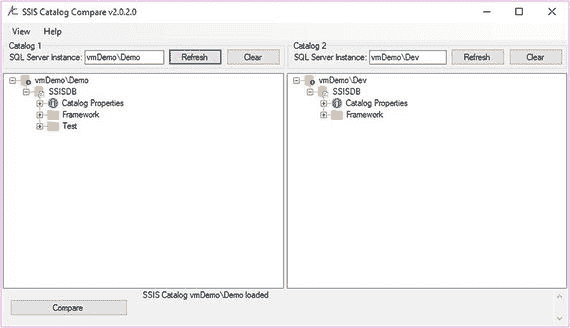 SSIS Catalog Compare v2.0.2.0
View Help
Catalog 1
SQL Server Instance: vmDemo\Demo Refresh Clear
Catalog 2
SQL Server Instance: vmDemo\Dev Refresh Clear
vmDemo\Demo
SSISDB
Catalog Properties
Framework
Test
vmDemo\Dev
SSISDB
Catalog Properties
Framework
Compare
SSIS Catalog vmDemo\Demo loaded